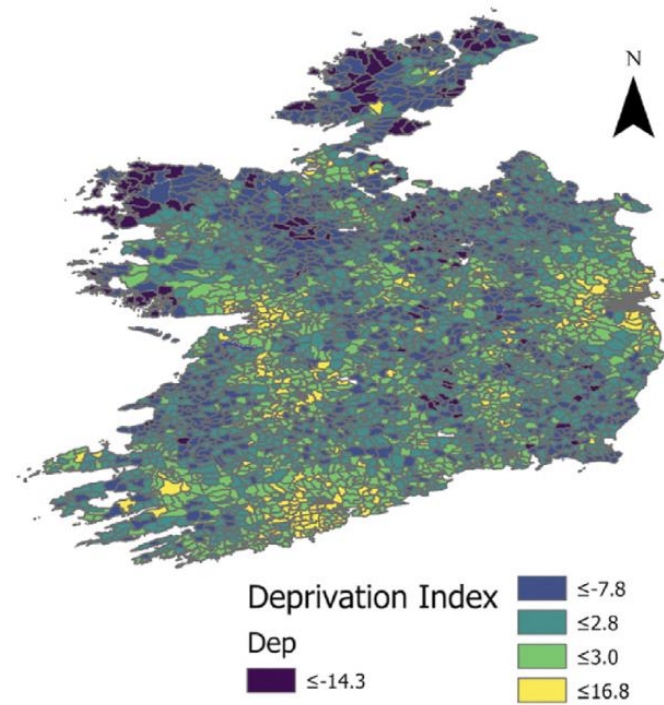 N
Deprivation Index
Dep
≤-14.3
≤-7.8
≤2.8
≤3.0
≤16.8